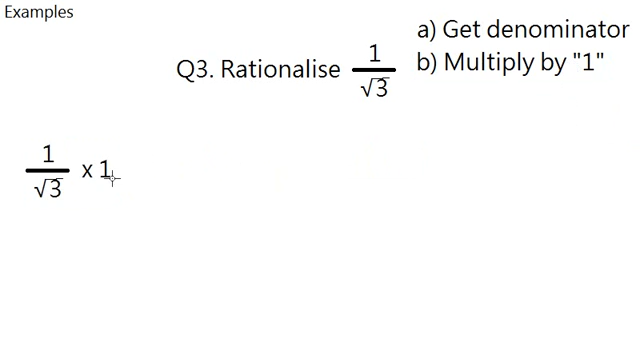 Examples
a) Get denominator
b) Multiply by "1"
Q3. Rationalise 1/√3
1/√3 x 1